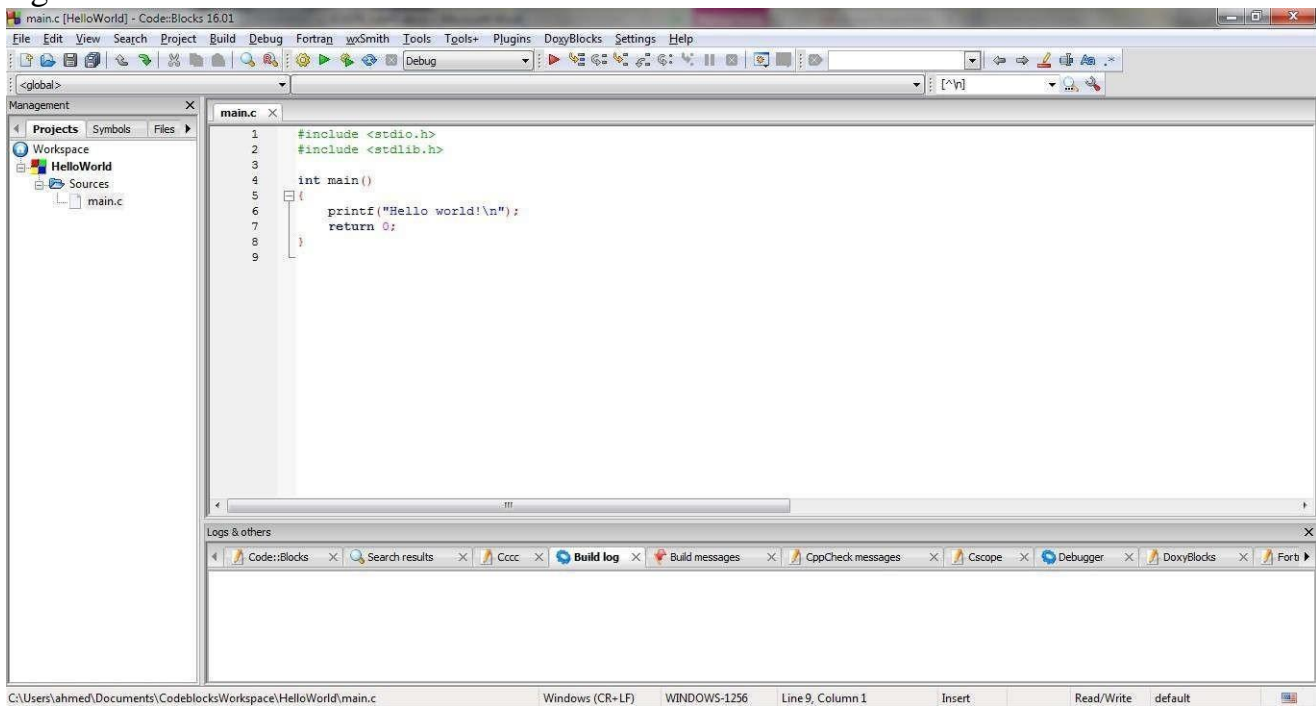 main.c [HelloWorld] - Code::Blocks 16.01
File Edit View Search Project Build Debug Fortran wxSmith Tools Tools+ Plugins DoxyBlocks Settings Help
Debug
<global>
[^\n]
Management
Projects Symbols Files
Workspace
HelloWorld
Sources
main.c
main.c
1 #include <stdio.h>
2 #include <stdlib.h>
3
4 int main()
5 {
6 printf("Hello world!\n");
7 return 0;
8 }
9
Logs & others
Code::Blocks Search results Cccc Build log Build messages CppCheck messages Cscope Debugger DoxyBlocks Fortr
C:\Users\ahmed\Documents\CodeblocksWorkspace\HelloWorld\main.c Windows (CR+LF) WINDOWS-1256 Line 9, Column 1 Insert Read/Write default